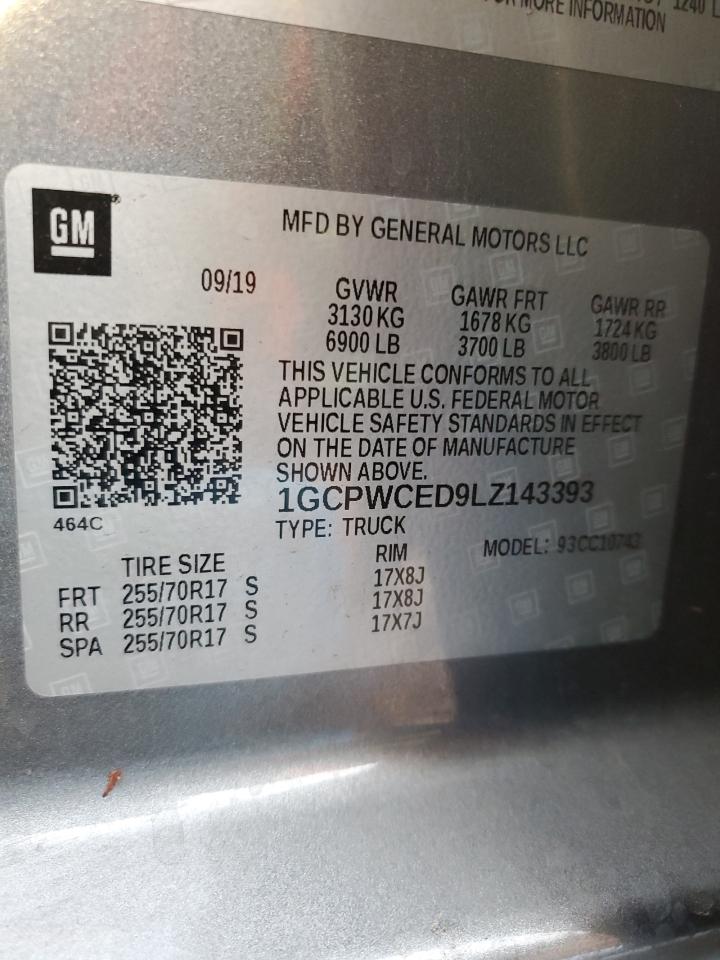 1240 L
FOR MORE INFORMATION
GM
MFD BY GENERAL MOTORS LLC
09/19
GVWR GAWR FRT GAWR RR
3130 KG 1678 KG 1724 KG
6900 LB 3700 LB 3800 LB
THIS VEHICLE CONFORMS TO ALL
APPLICABLE U.S. FEDERAL MOTOR
VEHICLE SAFETY STANDARDS IN EFFECT
ON THE DATE OF MANUFACTURE
SHOWN ABOVE.
1GCPWCED9LZ143393
464C
TYPE: TRUCK
MODEL: 93CC10743
TIRE SIZE RIM
FRT 255/70R17 S 17X8J
RR 255/70R17 S 17X8J
SPA 255/70R17 S 17X7J